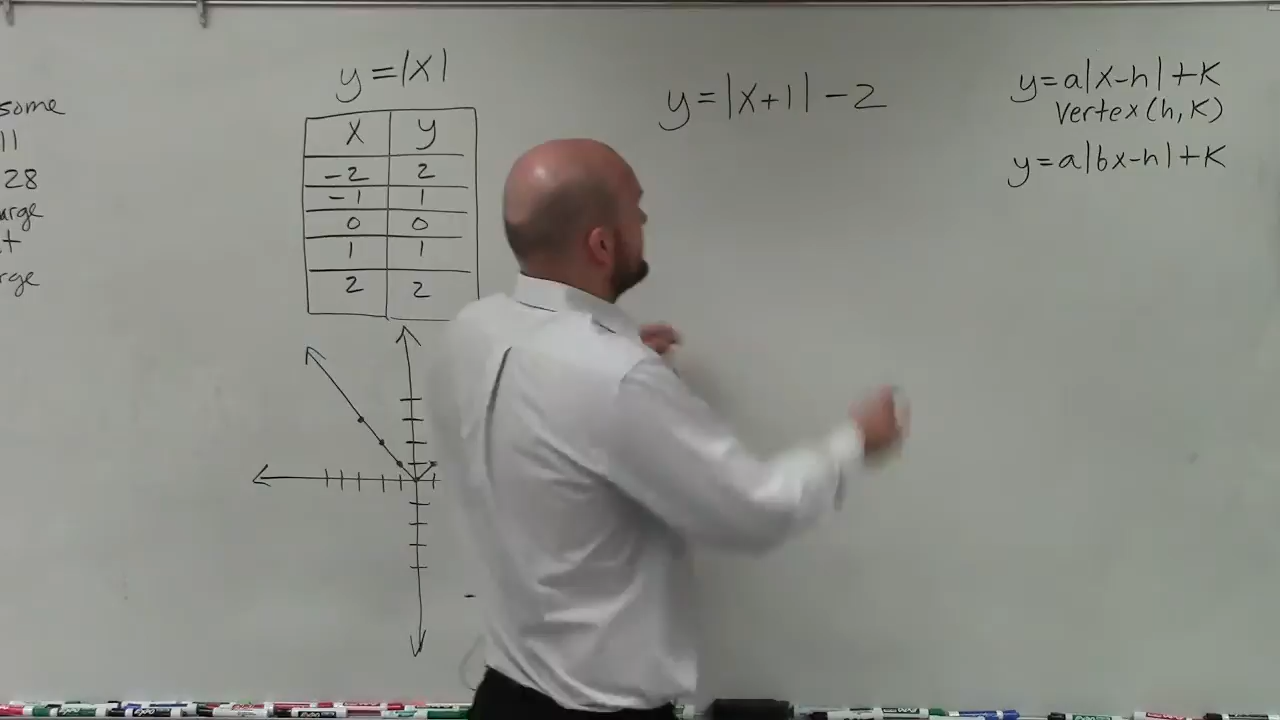 some
11
28
arge
t
rge
y=|x|
x y
-2 2
-1 1
0 0
1 1
2 2
y=|x+1|-2
y=a|x-h|+K
Vertex(h,K)
y=a|bx-h|+K